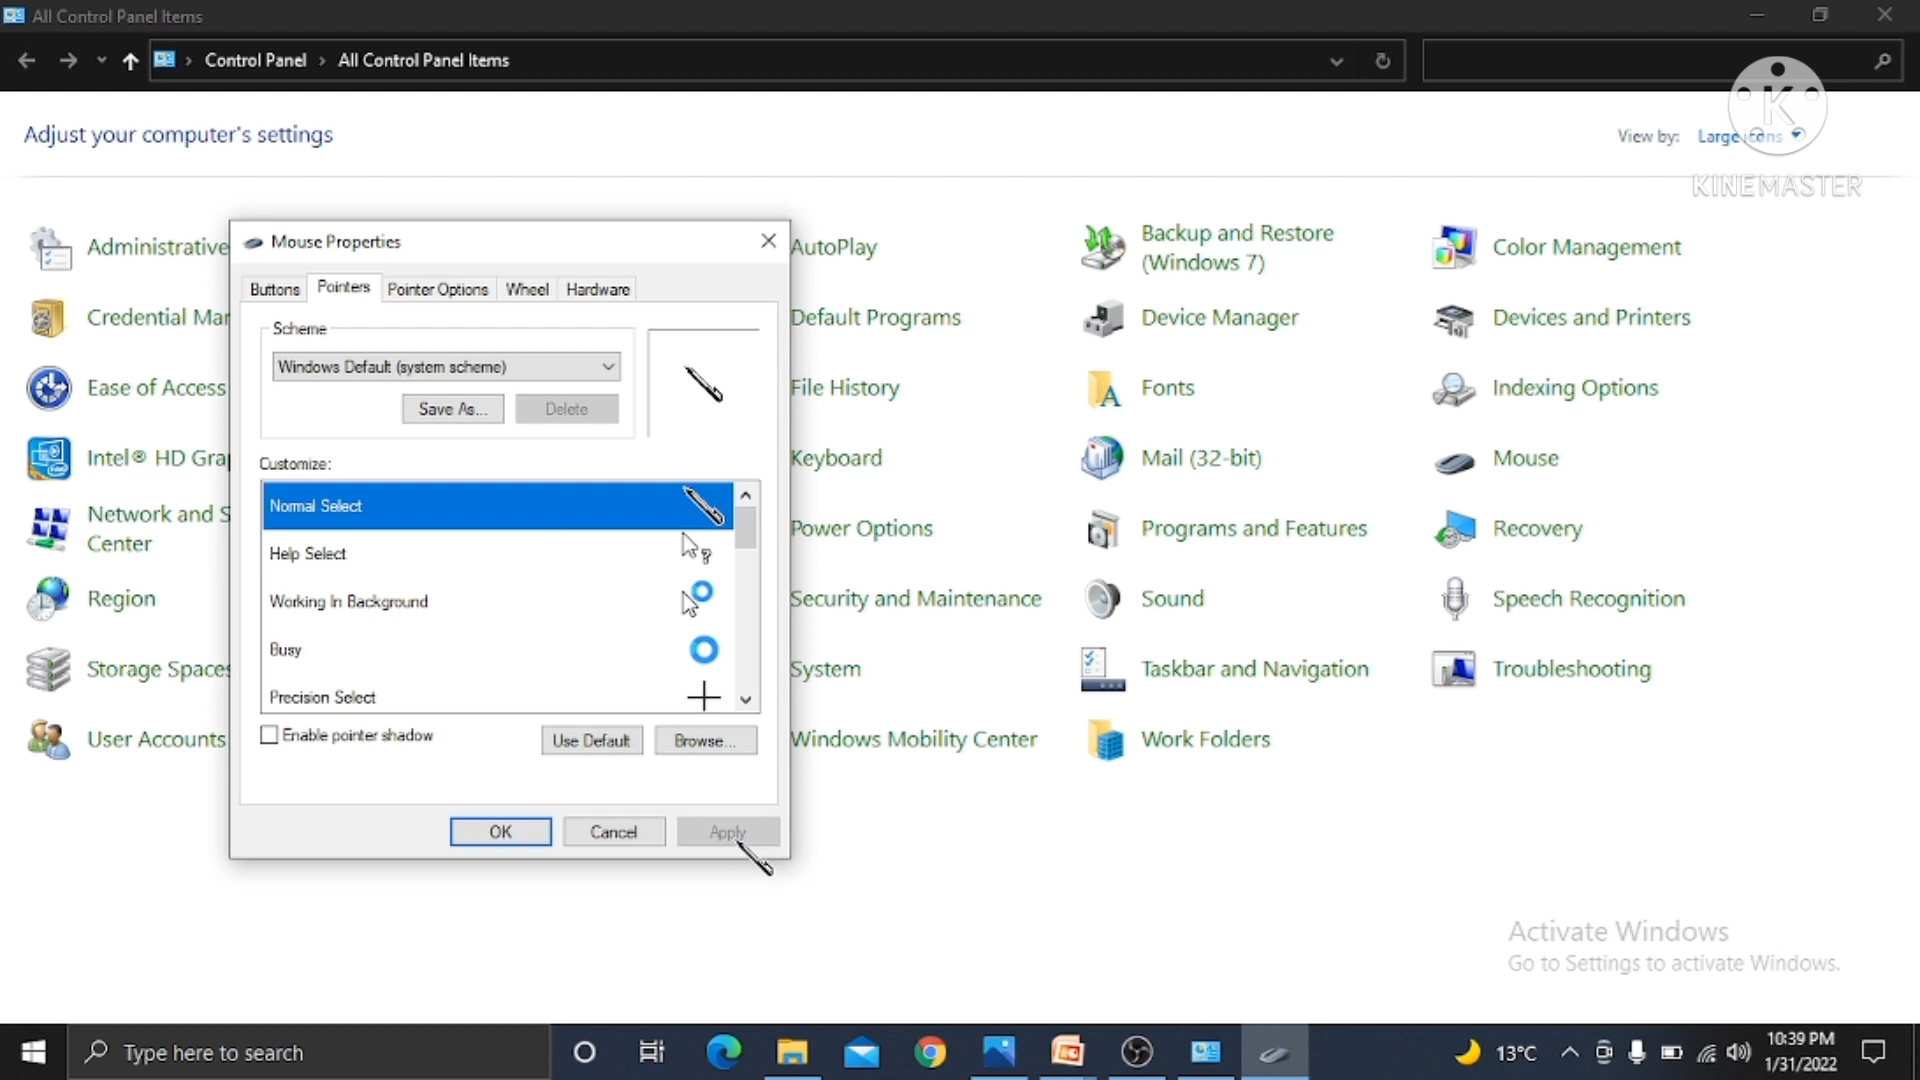 All Control Panel Items
Control Panel › All Control Panel Items
Adjust your computer's settings
View by: Large icons
K
KINEMASTER
Administrative
AutoPlay
Backup and Restore
(Windows 7)
Color Management
Credential Mar
Default Programs
Device Manager
Devices and Printers
Ease of Access
File History
Fonts
Indexing Options
Intel® HD Gra
Keyboard
Mail (32-bit)
Mouse
Network and S
Center
Power Options
Programs and Features
Recovery
Region
Security and Maintenance
Sound
Speech Recognition
Storage Spaces
System
Taskbar and Navigation
Troubleshooting
User Accounts
Windows Mobility Center
Work Folders
Mouse Properties
Buttons Pointers Pointer Options Wheel Hardware
Scheme
Windows Default (system scheme)
Save As... Delete
Customize:
Normal Select
Help Select
Working In Background
Busy
Precision Select
Enable pointer shadow
Use Default Browse...
OK Cancel Apply
Activate Windows
Go to Settings to activate Windows.
Type here to search
13°C
10:39 PM
1/31/2022